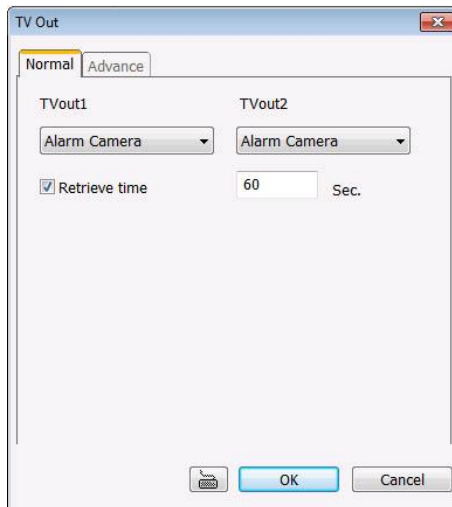 TV Out
Normal Advance
TVout1 TVout2
Alarm Camera Alarm Camera
Retrieve time 60 Sec.
OK Cancel